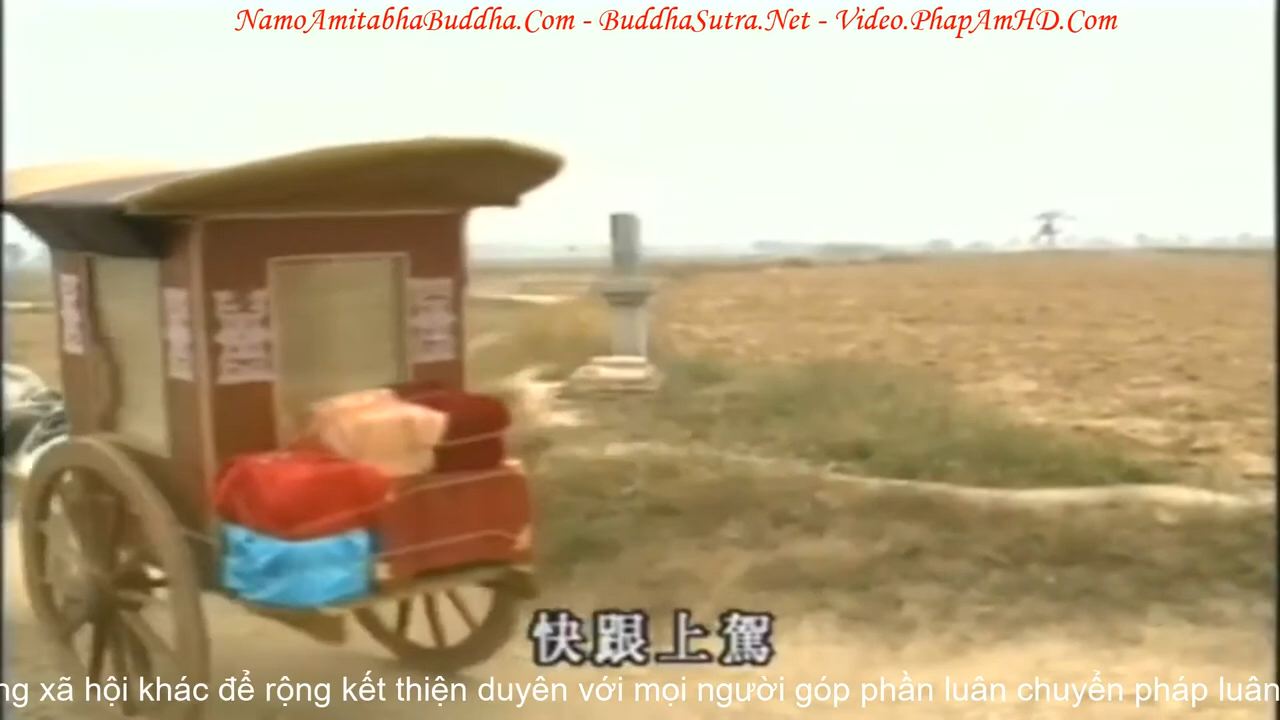 NamoAmitabhaBuddha.Com - BuddhaSutra.Net - Video.PhapAmHD.Com
快跟上駕
ng xã hội khác để rộng kết thiện duyên với mọi người góp phần luân chuyển pháp luân